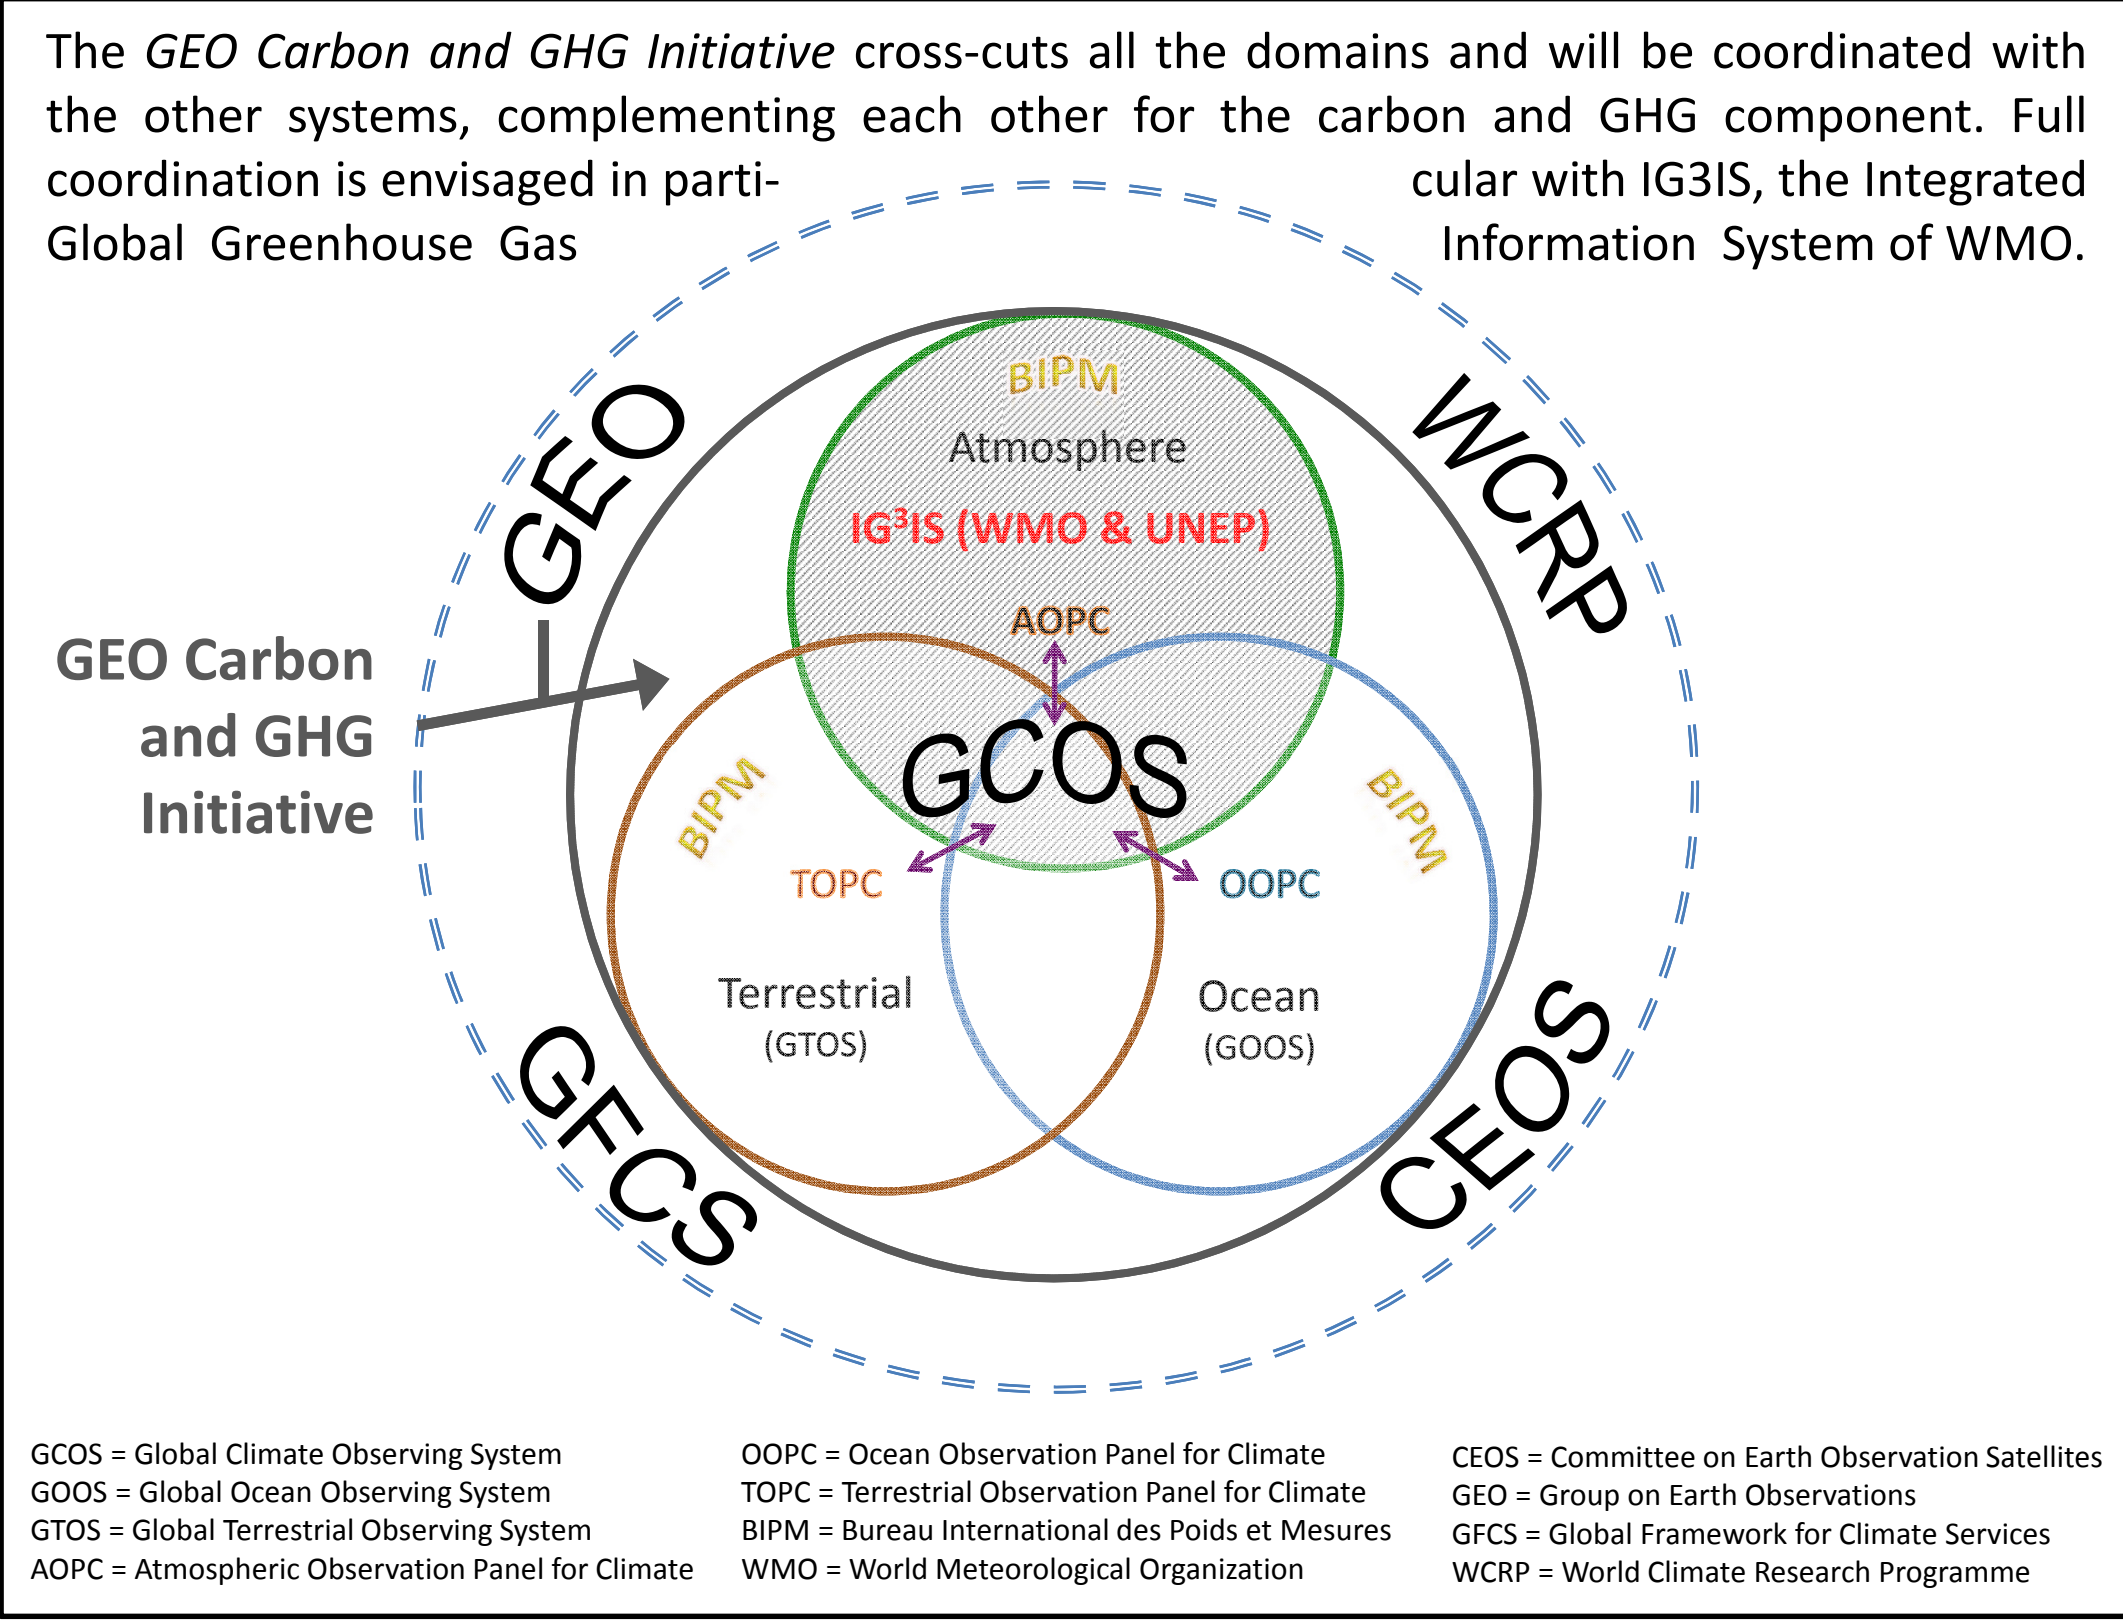 The GEO Carbon and GHG Initiative cross-cuts all the domains and will be coordinated with
the other systems, complementing each other for the carbon and GHG component. Full
coordination is envisaged in parti-
cular with IG3IS, the Integrated
Global Greenhouse Gas
Information System of WMO.
BIPM
Atmosphere
IG³IS (WMO & UNEP)
AOPC
GEO
WCRP
GEO Carbon
and GHG
Initiative
GCOS
BIPM
BIPM
TOPC
OOPC
Terrestrial
(GTOS)
Ocean
(GOOS)
GFCS
CEOS
GCOS = Global Climate Observing System
GOOS = Global Ocean Observing System
GTOS = Global Terrestrial Observing System
AOPC = Atmospheric Observation Panel for Climate
OOPC = Ocean Observation Panel for Climate
TOPC = Terrestrial Observation Panel for Climate
BIPM = Bureau International des Poids et Mesures
WMO = World Meteorological Organization
CEOS = Committee on Earth Observation Satellites
GEO = Group on Earth Observations
GFCS = Global Framework for Climate Services
WCRP = World Climate Research Programme